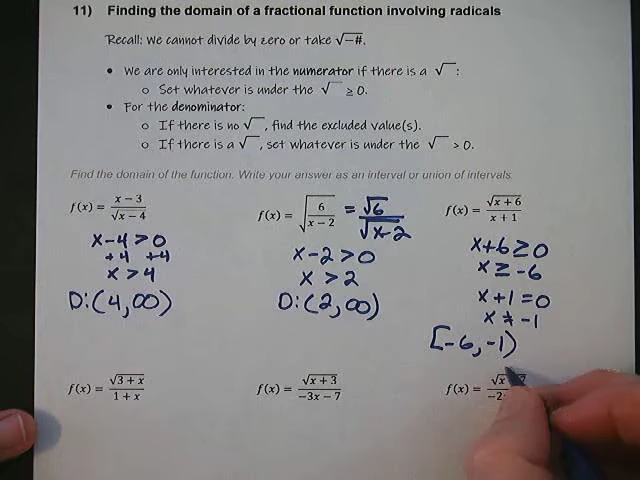 11) Finding the domain of a fractional function involving radicals
Recall: We cannot divide by zero or take √-#.
• We are only interested in the numerator if there is a √ :
○ Set whatever is under the √ ≥ 0.
• For the denominator:
○ If there is no √ , find the excluded value(s).
○ If there is a √ , set whatever is under the √ > 0.
Find the domain of the function. Write your answer as an interval or union of intervals.
f(x) = (x − 3)/√(x − 4)
x-4 > 0
+4 +4
x > 4
D: (4, ∞)
f(x) = √(6/(x − 2)) = √6/√(x-2)
x-2 > 0
x > 2
D: (2, ∞)
f(x) = √(x + 6)/(x + 1)
x+6 ≥ 0
x ≥ -6
x+1 = 0
x ≠ -1
[-6, -1)
f(x) = √(3 + x)/(1 + x)
f(x) = √(x + 3)/(−3x − 7)
f(x) =